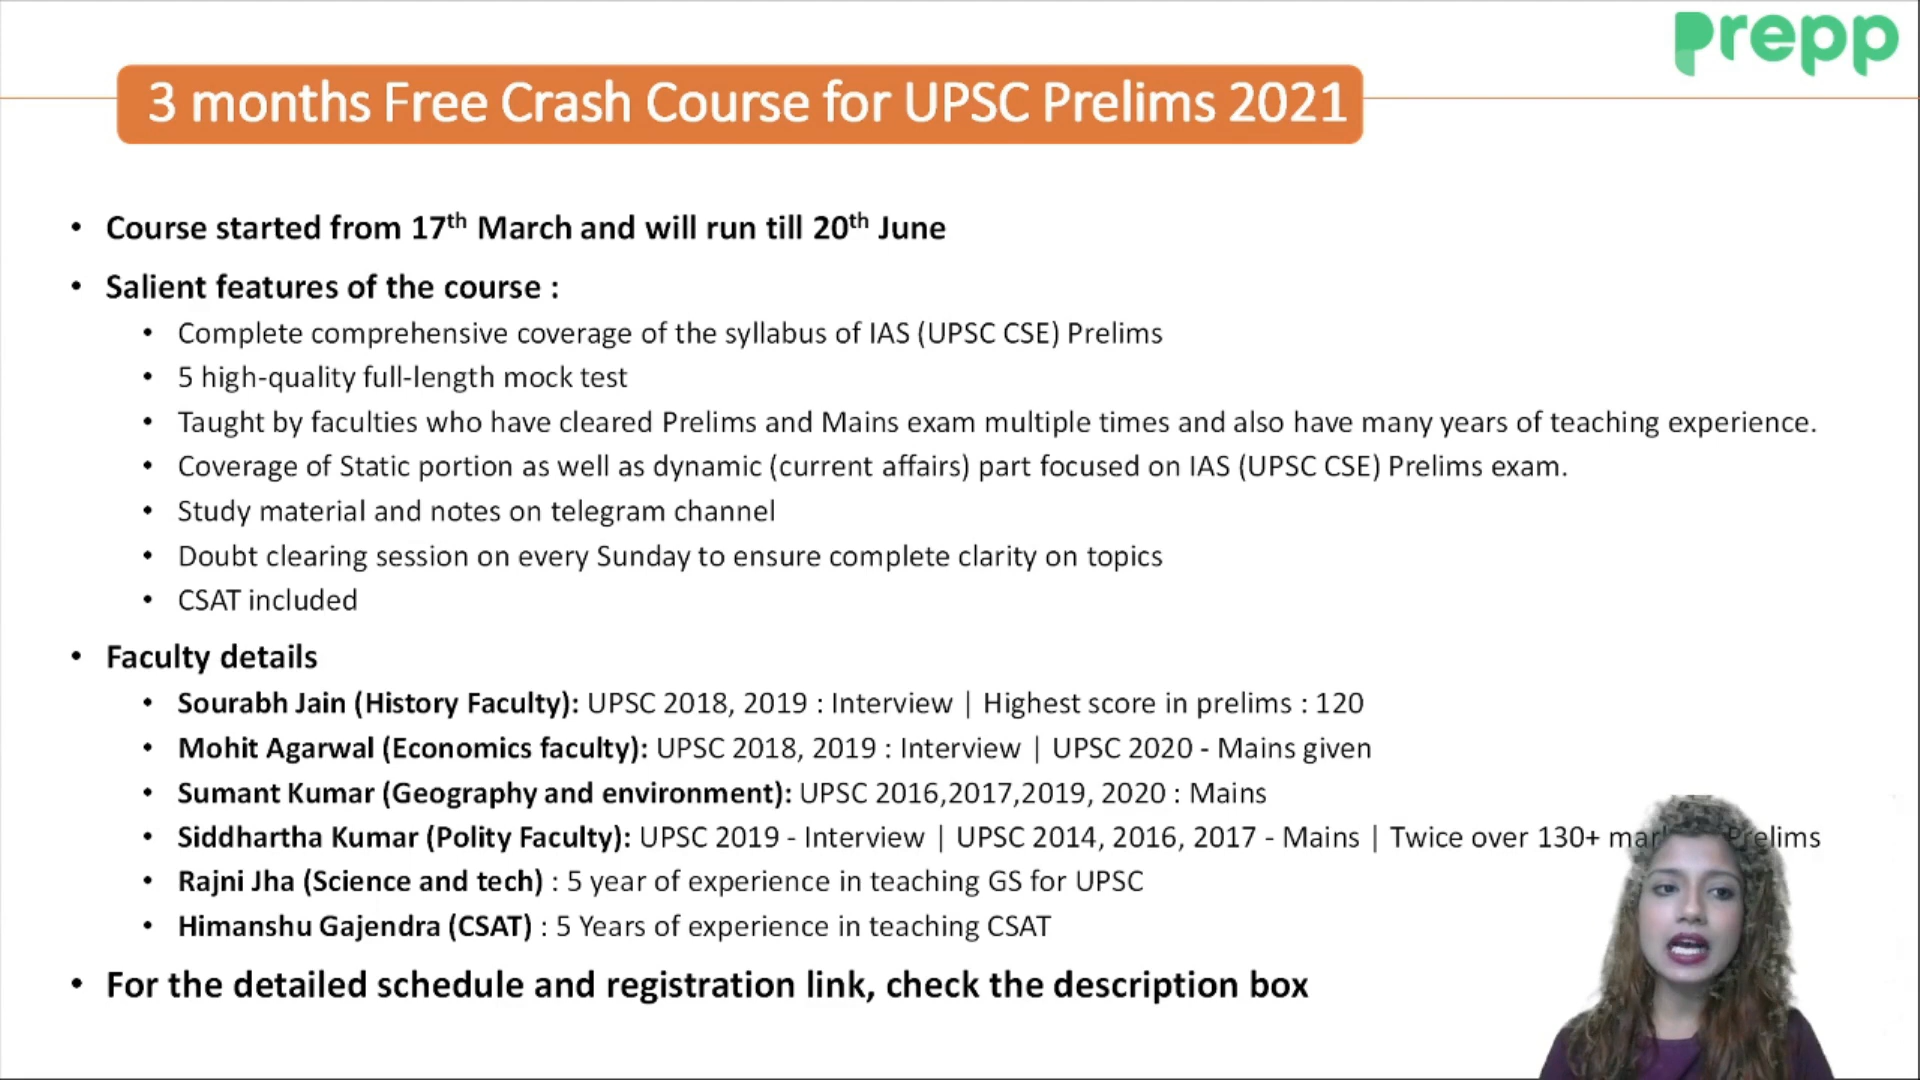 prepp
3 months Free Crash Course for UPSC Prelims 2021
• Course started from 17th March and will run till 20th June
• Salient features of the course :
• Complete comprehensive coverage of the syllabus of IAS (UPSC CSE) Prelims
• 5 high-quality full-length mock test
• Taught by faculties who have cleared Prelims and Mains exam multiple times and also have many years of teaching experience.
• Coverage of Static portion as well as dynamic (current affairs) part focused on IAS (UPSC CSE) Prelims exam.
• Study material and notes on telegram channel
• Doubt clearing session on every Sunday to ensure complete clarity on topics
• CSAT included
• Faculty details
• Sourabh Jain (History Faculty): UPSC 2018, 2019 : Interview | Highest score in prelims : 120
• Mohit Agarwal (Economics faculty): UPSC 2018, 2019 : Interview | UPSC 2020 - Mains given
• Sumant Kumar (Geography and environment): UPSC 2016,2017,2019, 2020 : Mains
• Siddhartha Kumar (Polity Faculty): UPSC 2019 - Interview | UPSC 2014, 2016, 2017 - Mains | Twice over 130+ Prelims
• Rajni Jha (Science and tech) : 5 year of experience in teaching GS for UPSC
• Himanshu Gajendra (CSAT) : 5 Years of experience in teaching CSAT
• For the detailed schedule and registration link, check the description box